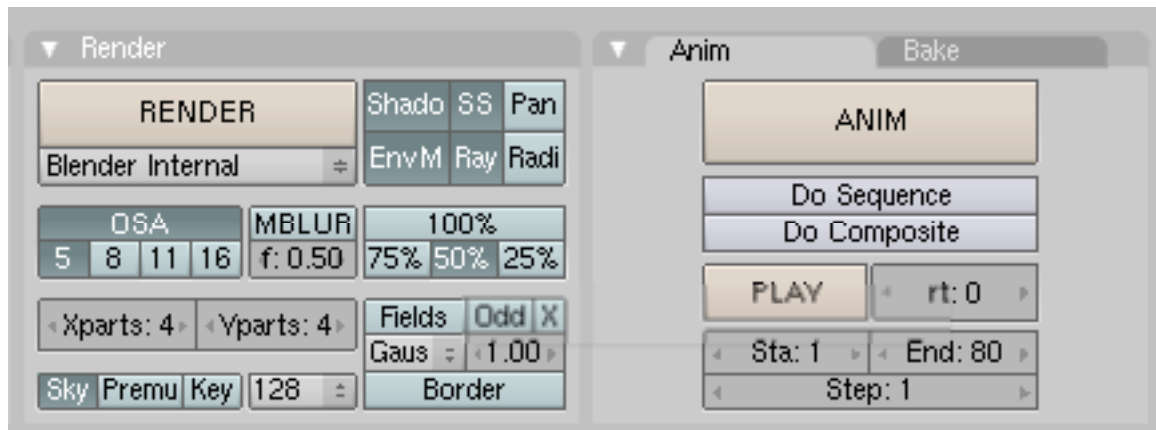 Render
RENDER
Blender Internal
Shado SS Pan
EnvM Ray Radi
OSA
5 8 11 16
MBLUR
f: 0.50
100%
75% 50% 25%
Xparts: 4 Yparts: 4
Fields Odd X
Gaus 1.00
Sky Premu Key 128
Border
Anim Bake
ANIM
Do Sequence
Do Composite
PLAY rt: 0
Sta: 1 End: 80
Step: 1